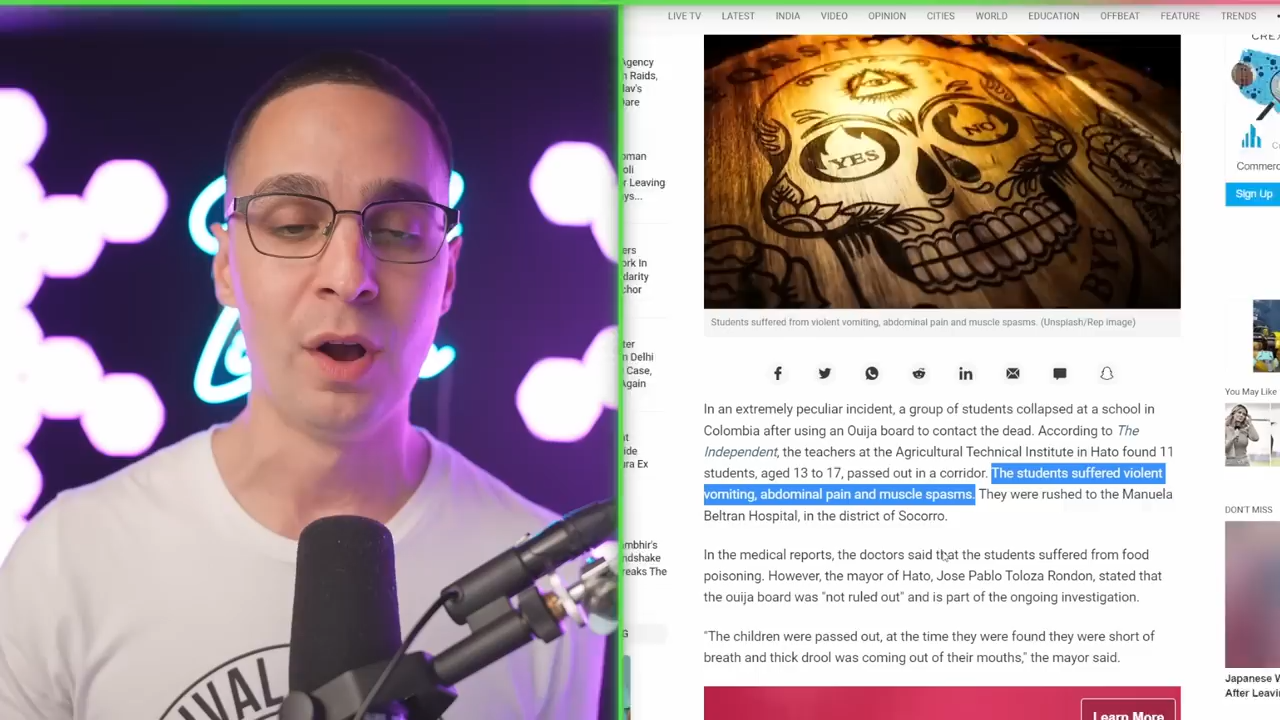 LIVE TV LATEST INDIA VIDEO OPINION CITIES WORLD EDUCATION OFFBEAT FEATURE TRENDS
Agency
Raids,
YES
NO
BYE
Leaving
Students suffered from violent vomiting, abdominal pain and muscle spasms. (Unsplash/Rep image)
In an extremely peculiar incident, a group of students collapsed at a school in
Colombia after using an Ouija board to contact the dead. According to The
Independent, the teachers at the Agricultural Technical Institute in Hato found 11
students, aged 13 to 17, passed out in a corridor. The students suffered violent
vomiting, abdominal pain and muscle spasms. They were rushed to the Manuela
Beltran Hospital, in the district of Socorro.
In the medical reports, the doctors said that the students suffered from food
poisoning. However, the mayor of Hato, Jose Pablo Toloza Rondon, stated that
the ouija board was "not ruled out" and is part of the ongoing investigation.
"The children were passed out, at the time they were found they were short of
breath and thick drool was coming out of their mouths," the mayor said.
Learn More
In
n Delhi
Case,
Again
Ex
The
Sign Up
You May Like
DON'T MISS
Japanese W
After Leavi